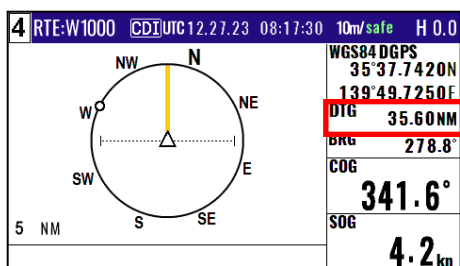 4 RTE:W1000 CDI UTC 12.27.23 08:17:30 10m/safe H 0.0
WGS84 DGPS
35°37.7420N
139°49.7250E
DTG
35.60NM
BRG
278.8°
COG
341.6°
SOG
4.2kn
N
NW
NE
W
E
SW
SE
S
5 NM